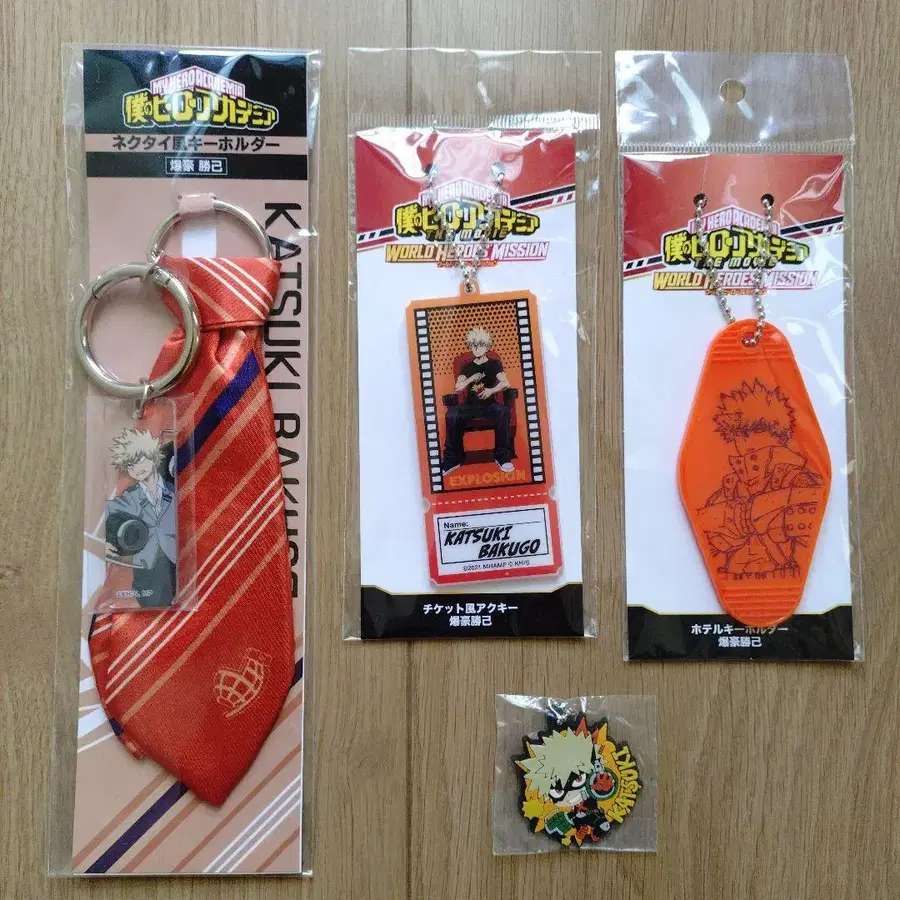 MY HERO ACADEMIA
僕のヒーローアカデミア
ネクタイ風キーホルダー
爆豪 勝己
KATSUKI BAKUGO
MY HERO ACADEMIA
僕のヒーローアカデミア
THE MOVIE
WORLD HEROES MISSION
EXPLOSION
Name:
KATSUKI
BAKUGO
チケット風アクキー
爆豪勝己
MY HERO ACADEMIA
僕のヒーローアカデミア
THE MOVIE
WORLD HEROES MISSION
ホテルキーホルダー
爆豪勝己
KATSUKI